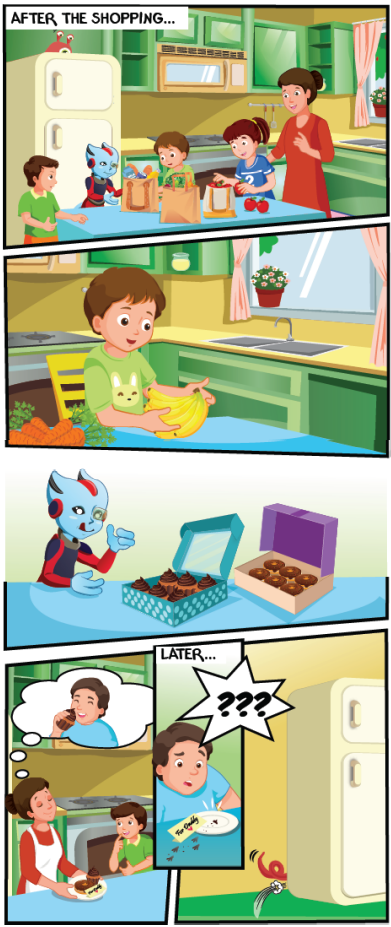 AFTER THE SHOPPING...
LATER...
???
For Daddy